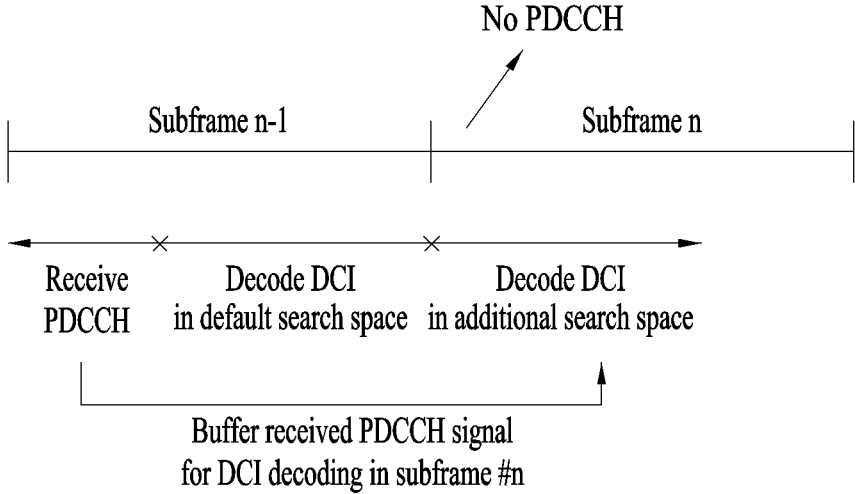 No PDCCH
Subframe n-1
Subframe n
Receive
PDCCH
Decode DCI
in default search space
Decode DCI
in additional search space
Buffer received PDCCH signal
for DCI decoding in subframe #n